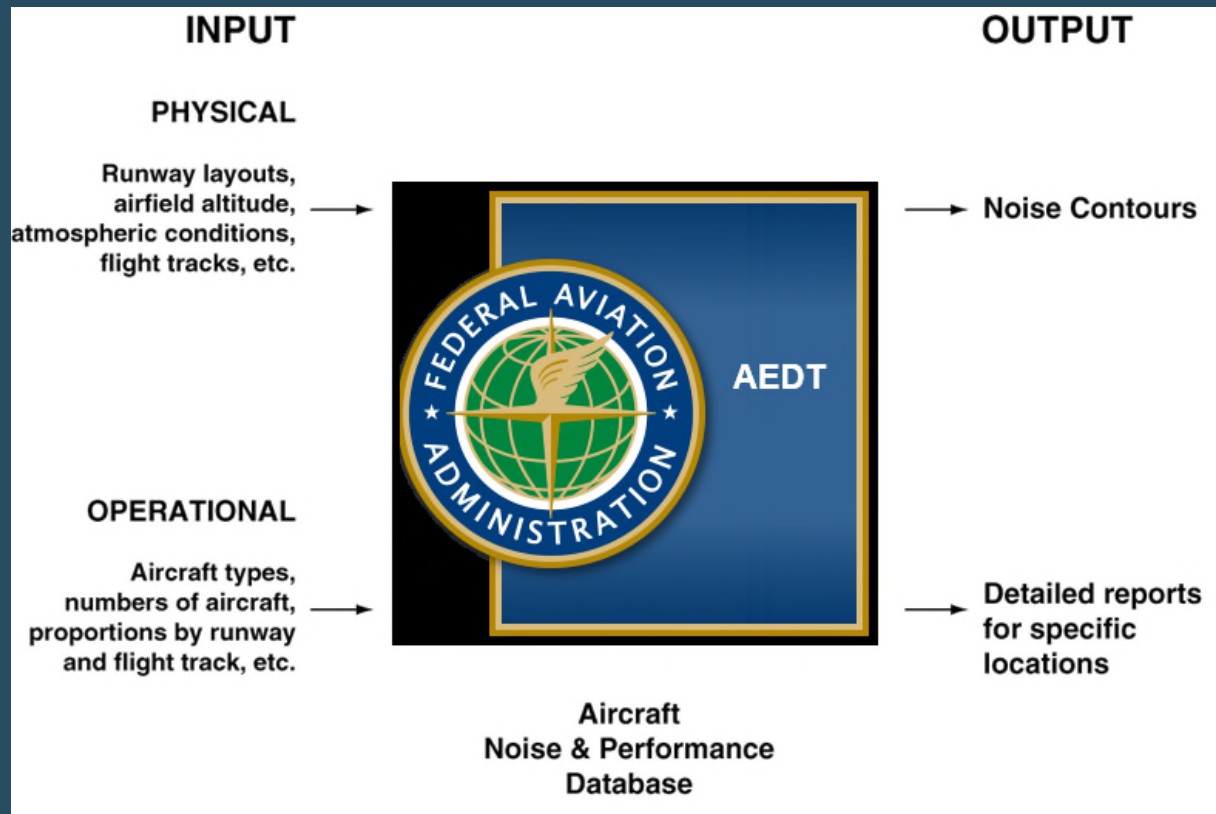 INPUT
OUTPUT
PHYSICAL
Runway layouts,
airfield altitude,
atmospheric conditions,
flight tracks, etc.
Noise Contours
FEDERAL AVIATION
ADMINISTRATION
AEDT
OPERATIONAL
Aircraft types,
numbers of aircraft,
proportions by runway
and flight track, etc.
Detailed reports
for specific
locations
Aircraft
Noise & Performance
Database